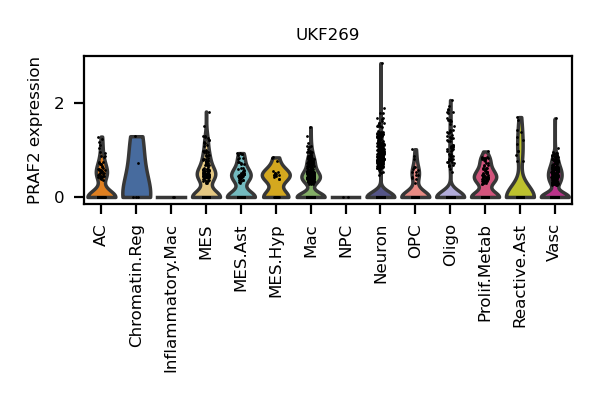 UKF269
PRAF2 expression
2
0
AC
Chromatin.Reg
Inflammatory.Mac
MES
MES.Ast
MES.Hyp
Mac
NPC
Neuron
OPC
Oligo
Prolif.Metab
Reactive.Ast
Vasc